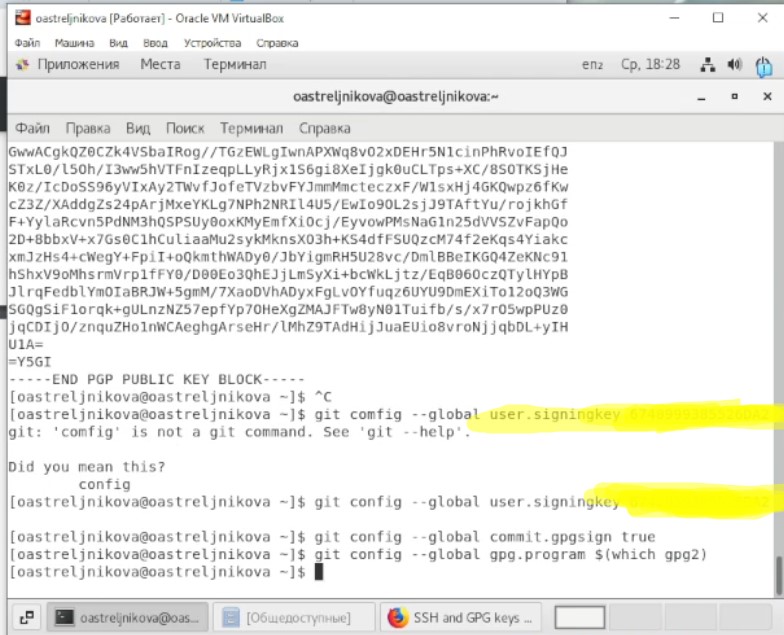 oastreljnikova [Работает] - Oracle VM VirtualBox
Файл Машина Вид Ввод Устройства Справка
Приложения Места Терминал en₂ Ср, 18:28
oastreljnikova@oastreljnikova:~
Файл Правка Вид Поиск Терминал Справка
GwwACgkQZ0CZk4VSbaIRog//TGzEWLgIwnAPXWq8vO2xDEHr5N1cinPhRvoIEfQJ
STxL0/l5Oh/I3ww5hVTFnIzeqpLLyRjx1S6gi8XeIjgk0uCLTps+XC/8SOTKSjHe
K0z/IcDoSS96yVIxAy2TWvfJofeTVzbvFYJmmMmcteczxF/W1sxHj4GKQwpz6fKw
cZ3Z/XAddgZs24pArjMxeYKLg7NPh2NRIl4U5/EwIo9OL2sjJ9TAftYu/rojkhGf
F+YylaRcvn5PdNM3hQSPSUy0oxKMyEmfXiOcj/EyvowPMsNaG1n25dVVSZvFapQo
2D+8bbxV+x7Gs0C1hCuliaaMu2sykMknsXO3h+KS4dfFSUQzcM74f2eKqs4Yiakc
xmJzHs4+cWegY+FpiI+oQkmthWADy0/JbYigmRH5U28vc/DmlBBeIKGQ4ZeKNc91
hShxV9oMhsrmVrp1fFY0/D00Eo3QhEJjLmSyXi+bcWkLjtz/EqB06OczQTylHYpB
JlrqFedblYmOIaBRJW+5gmM/7XaoDVhADyxFgLvOYfuqz6UYU9DmEXiTo12oQ3WG
SGQgSiF1orqk+gULnzNZ57epfYp7OHeXgZMAJFTw8yN01Tuifb/s/x7rO5wpPUz0
jqCDIjO/znquZHo1nWCAeghgArseHr/lMhZ9TAdHijJuaEUio8vroNjjqbDL+yIH
U1A=
=Y5GI
-----END PGP PUBLIC KEY BLOCK-----
[oastreljnikova@oastreljnikova ~]$ ^C
[oastreljnikova@oastreljnikova ~]$ git comfig --global user.signingkey
git: 'comfig' is not a git command. See 'git --help'.
Did you mean this?
config
[oastreljnikova@oastreljnikova ~]$ git config --global user.signingkey
[oastreljnikova@oastreljnikova ~]$ git config --global commit.gpgsign true
[oastreljnikova@oastreljnikova ~]$ git config --global gpg.program $(which gpg2)
[oastreljnikova@oastreljnikova ~]$
oastreljnikova@oas... [Общедоступные] SSH and GPG keys ...